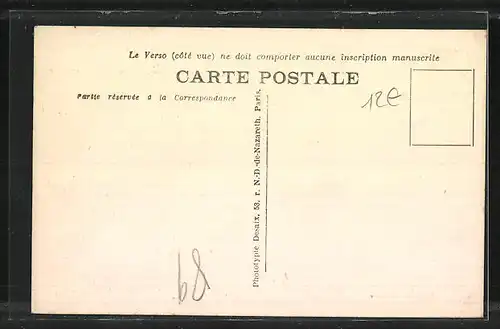 Le Verso (côté vue) ne doit comporter aucune inscription manuscrite
CARTE POSTALE
Partie réservée à la Correspondance
12€
Phototypie Desaix, 53, r. N.-D.-de-Nazareth, Paris.
68